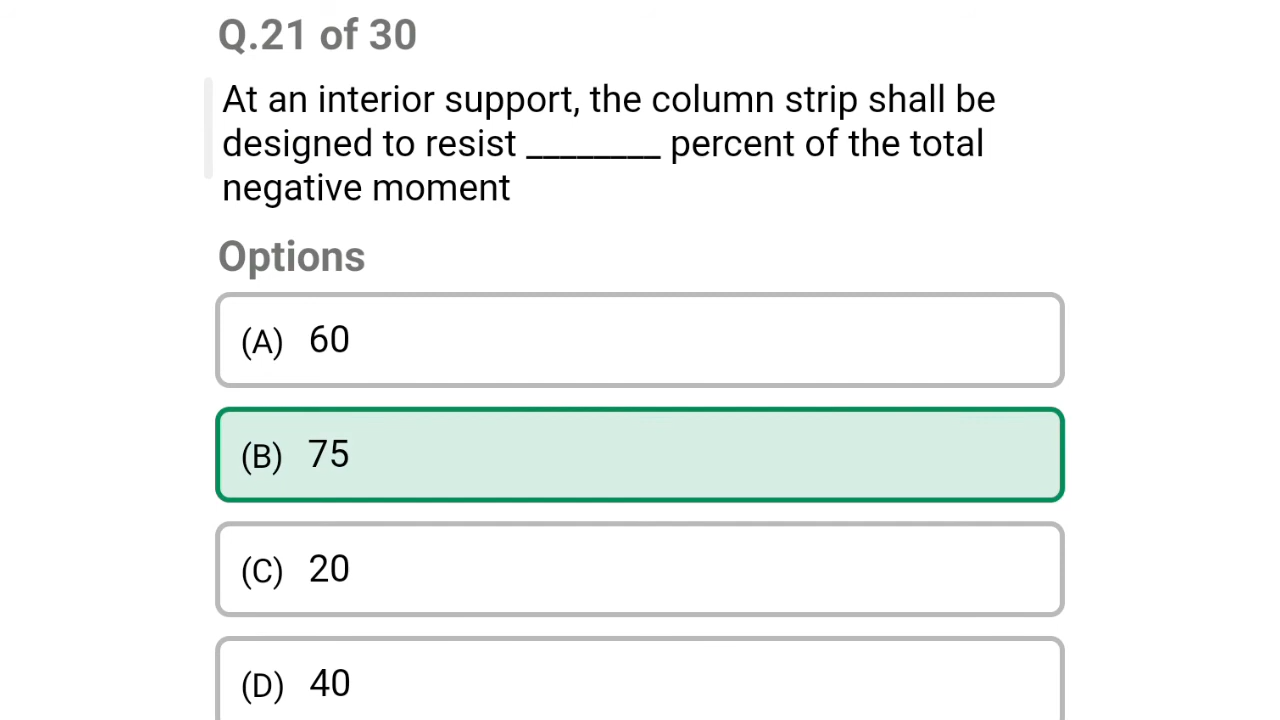 Q.21 of 30
At an interior support, the column strip shall be
designed to resist ________ percent of the total
negative moment
Options
(A) 60
(B) 75
(C) 20
(D) 40